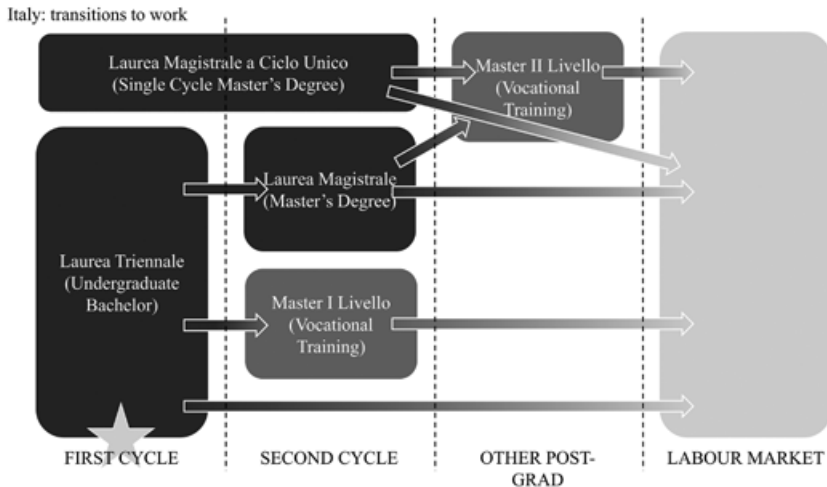 Italy: transitions to work
Laurea Magistrale a Ciclo Unico
(Single Cycle Master's Degree)
Master II Livello
(Vocational
Training)
Laurea Magistrale
(Master's Degree)
Laurea Triennale
(Undergraduate
Bachelor)
Master I Livello
(Vocational
Training)
FIRST CYCLE
SECOND CYCLE
OTHER POST-
GRAD
LABOUR MARKET